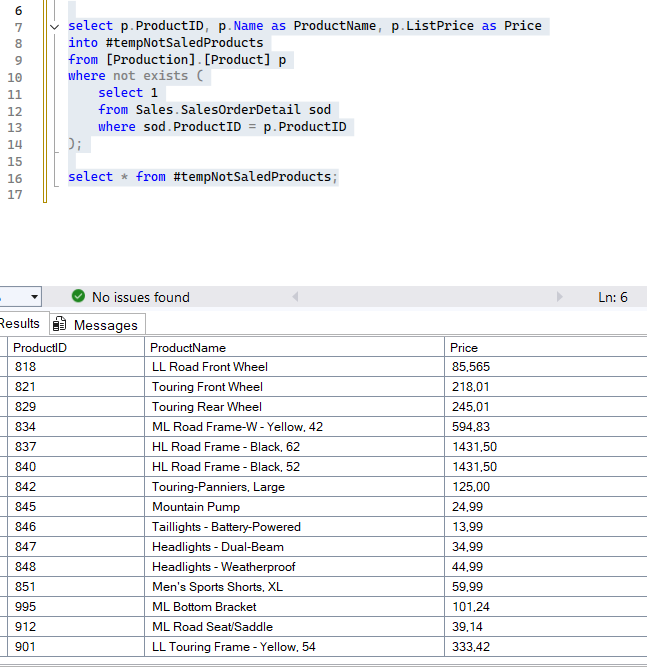 6
7 select p.ProductID, p.Name as ProductName, p.ListPrice as Price
8 into #tempNotSaledProducts
9 from [Production].[Product] p
10 where not exists (
11 select 1
12 from Sales.SalesOrderDetail sod
13 where sod.ProductID = p.ProductID
14 );
15
16 select * from #tempNotSaledProducts;
17
No issues found Ln: 6
Results Messages
ProductID ProductName Price
818 LL Road Front Wheel 85,565
821 Touring Front Wheel 218,01
829 Touring Rear Wheel 245,01
834 ML Road Frame-W - Yellow, 42 594,83
837 HL Road Frame - Black, 62 1431,50
840 HL Road Frame - Black, 52 1431,50
842 Touring-Panniers, Large 125,00
845 Mountain Pump 24,99
846 Taillights - Battery-Powered 13,99
847 Headlights - Dual-Beam 34,99
848 Headlights - Weatherproof 44,99
851 Men's Sports Shorts, XL 59,99
995 ML Bottom Bracket 101,24
912 ML Road Seat/Saddle 39,14
901 LL Touring Frame - Yellow, 54 333,42